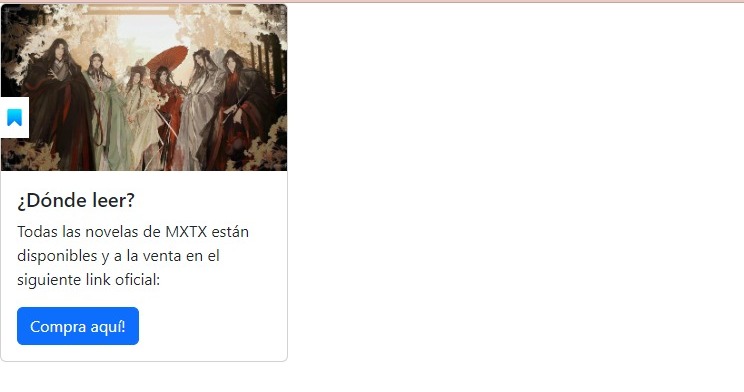 ¿Dónde leer?
Todas las novelas de MXTX están
disponibles y a la venta en el
siguiente link oficial:
Compra aquí!